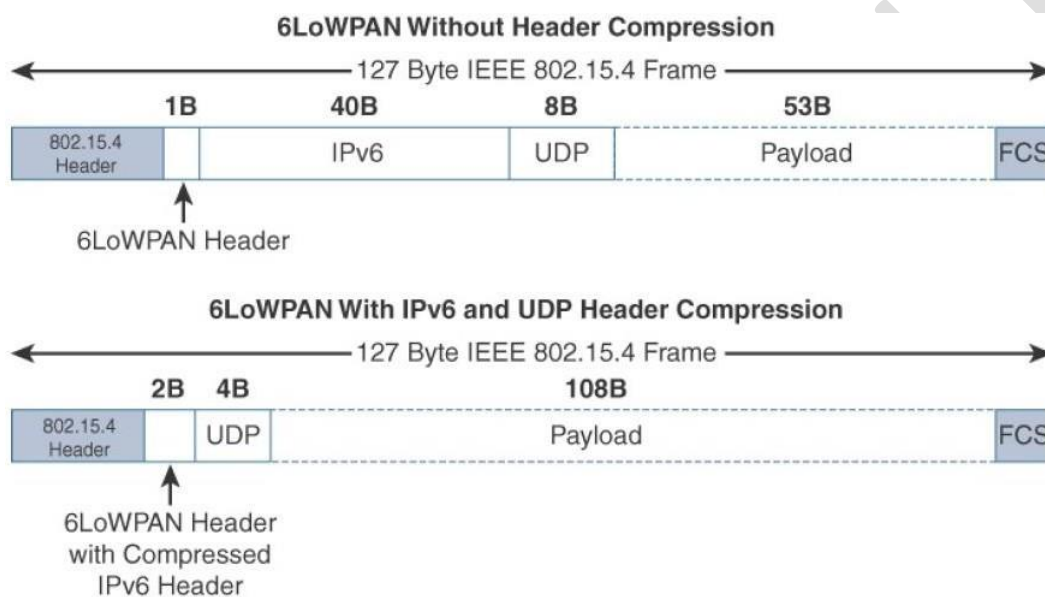 6LoWPAN Without Header Compression
127 Byte IEEE 802.15.4 Frame
1B 40B 8B 53B
802.15.4 Header IPv6 UDP Payload FCS
6LoWPAN Header
6LoWPAN With IPv6 and UDP Header Compression
127 Byte IEEE 802.15.4 Frame
2B 4B 108B
802.15.4 Header UDP Payload FCS
6LoWPAN Header
with Compressed
IPv6 Header